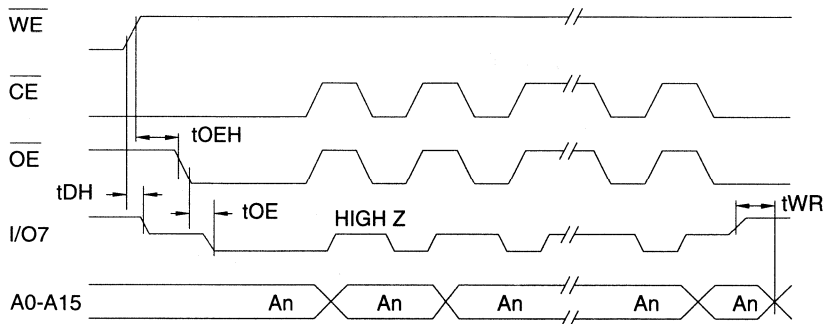 WE
CE
tOEH
OE
tDH
tOE
HIGH Z
tWR
I/O7
A0-A15 An An An An An